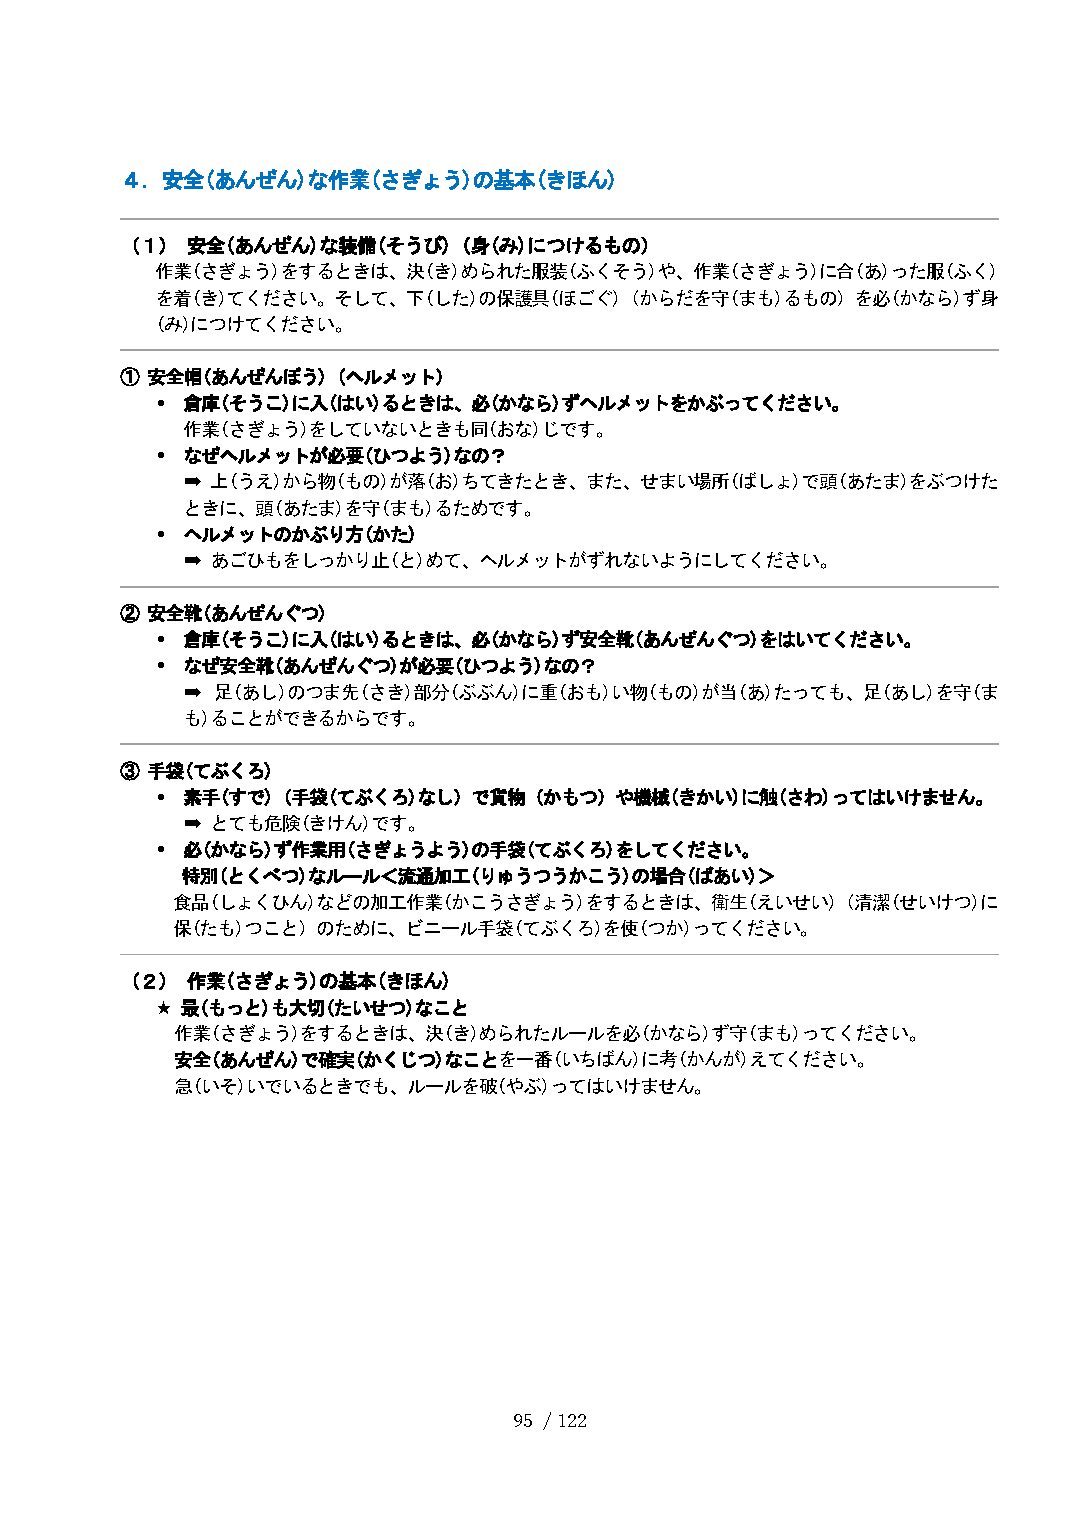 ４．安全(あんぜん)な作業(さぎょう)の基本(きほん)
（１） 安全(あんぜん)な装備(そうび)（身(み)につけるもの）
作業(さぎょう)をするときは、決(き)められた服装(ふくそう)や、作業(さぎょう)に合(あ)った服(ふく)
を着(き)てください。そして、下(した)の保護具(ほごぐ)（からだを守(まも)るもの）を必(かなら)ず身
(み)につけてください。
① 安全帽(あんぜんぼう)（ヘルメット）
• 倉庫(そうこ)に入(はい)るときは、必(かなら)ずヘルメットをかぶってください。
作業(さぎょう)をしていないときも同(おな)じです。
• なぜヘルメットが必要(ひつよう)なの？
➡ 上(うえ)から物(もの)が落(お)ちてきたとき、また、せまい場所(ばしょ)で頭(あたま)をぶつけた
ときに、頭(あたま)を守(まも)るためです。
• ヘルメットのかぶり方(かた)
➡ あごひもをしっかり止(と)めて、ヘルメットがずれないようにしてください。
② 安全靴(あんぜんぐつ)
• 倉庫(そうこ)に入(はい)るときは、必(かなら)ず安全靴(あんぜんぐつ)をはいてください。
• なぜ安全靴(あんぜんぐつ)が必要(ひつよう)なの？
➡ 足(あし)のつま先(さき)部分(ぶぶん)に重(おも)い物(もの)が当(あ)たっても、足(あし)を守(ま
も)ることができるからです。
③ 手袋(てぶくろ)
• 素手(すで)（手袋(てぶくろ)なし）で貨物（かもつ）や機械(きかい)に触(さわ)ってはいけません。
➡ とても危険(きけん)です。
• 必(かなら)ず作業用(さぎょうよう)の手袋(てぶくろ)をしてください。
特別(とくべつ)なルール＜流通加工(りゅうつうかこう)の場合(ばあい)＞
食品(しょくひん)などの加工作業(かこうさぎょう)をするときは、衛生(えいせい)（清潔(せいけつ)に
保(たも)つこと）のために、ビニール手袋(てぶくろ)を使(つか)ってください。
（２） 作業(さぎょう)の基本(きほん)
★ 最(もっと)も大切(たいせつ)なこと
作業(さぎょう)をするときは、決(き)められたルールを必(かなら)ず守(まも)ってください。
安全(あんぜん)で確実(かくじつ)なことを一番(いちばん)に考(かんが)えてください。
急(いそ)いでいるときでも、ルールを破(やぶ)ってはいけません。
95 / 122